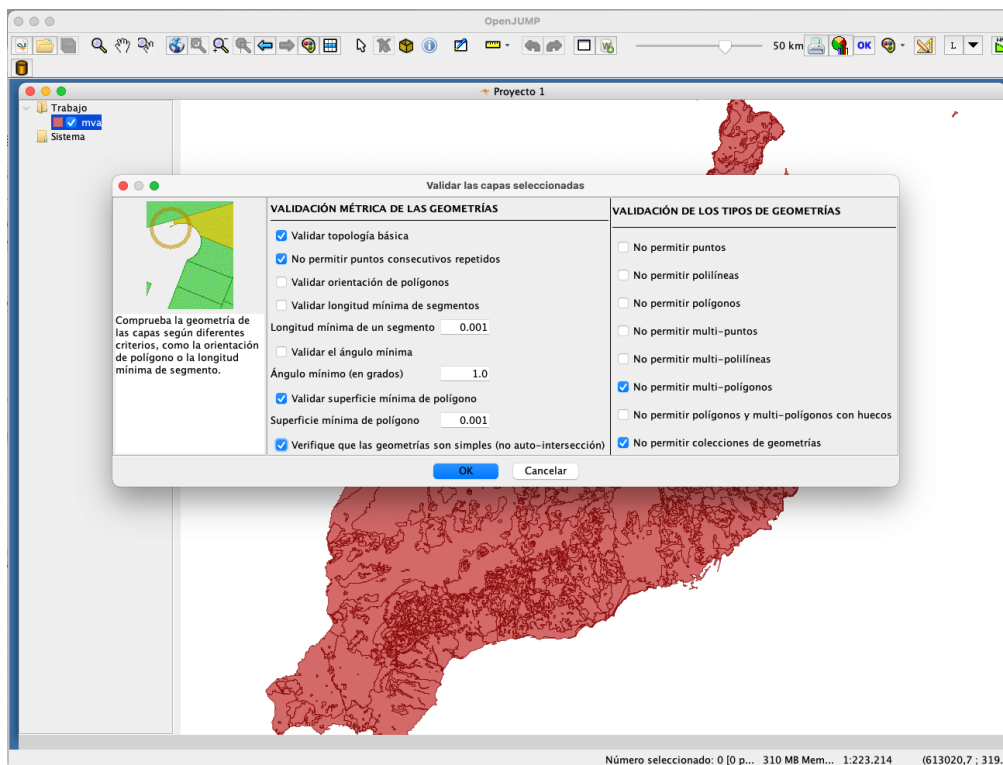 OpenJUMP
50 km
OK
L
Proyecto 1
Trabajo
mva
Sistema
Validar las capas seleccionadas
Comprueba la geometría de
las capas según diferentes
criterios, como la orientación
de polígono o la longitud
mínima de segmento.
VALIDACIÓN MÉTRICA DE LAS GEOMETRÍAS
Validar topología básica
No permitir puntos consecutivos repetidos
Validar orientación de polígonos
Validar longitud mínima de segmentos
Longitud mínima de un segmento 0.001
Validar el ángulo mínima
Ángulo mínimo (en grados) 1.0
Validar superficie mínima de polígono
Superficie mínima de polígono 0.001
Verifique que las geometrías son simples (no auto-intersección)
VALIDACIÓN DE LOS TIPOS DE GEOMETRÍAS
No permitir puntos
No permitir polilíneas
No permitir polígonos
No permitir multi-puntos
No permitir multi-polilíneas
No permitir multi-polígonos
No permitir polígonos y multi-polígonos con huecos
No permitir colecciones de geometrías
OK
Cancelar
Número seleccionado: 0 [0 p... 310 MB Mem... 1:223.214 (613020,7 ; 319.